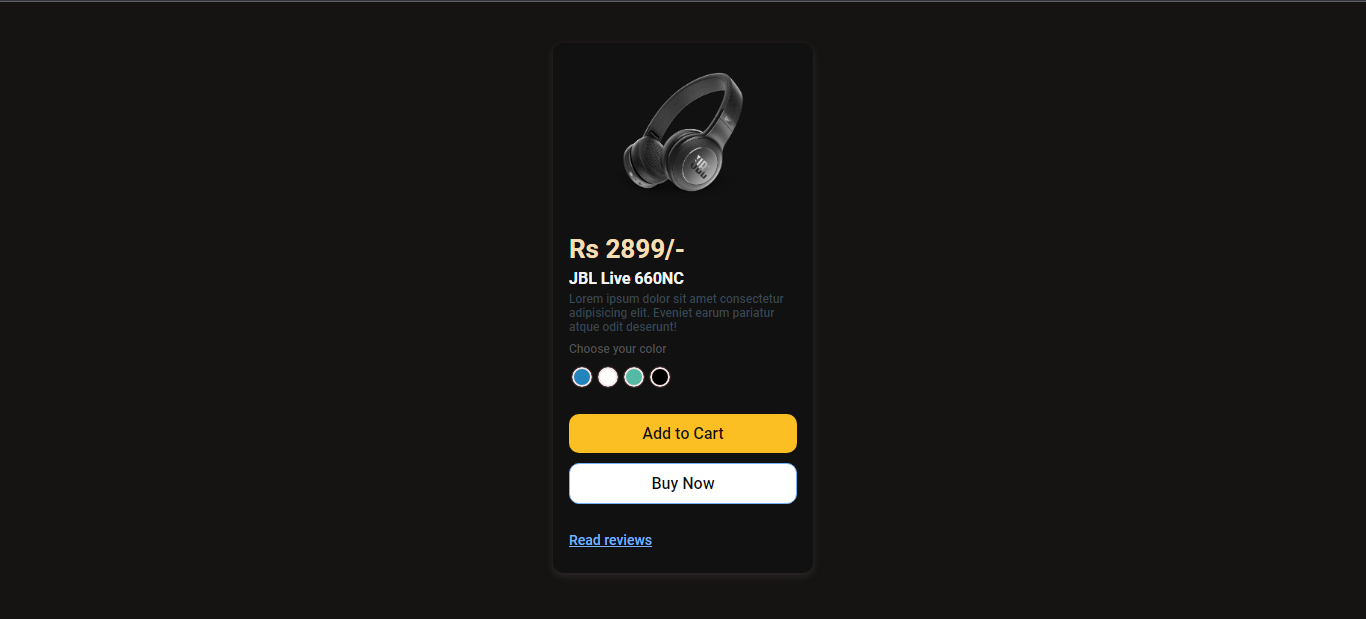 JBL
Rs 2899/-
JBL Live 660NC
Lorem ipsum dolor sit amet consectetur
adipisicing elit. Eveniet earum pariatur
atque odit deserunt!
Choose your color
Add to Cart
Buy Now
Read reviews